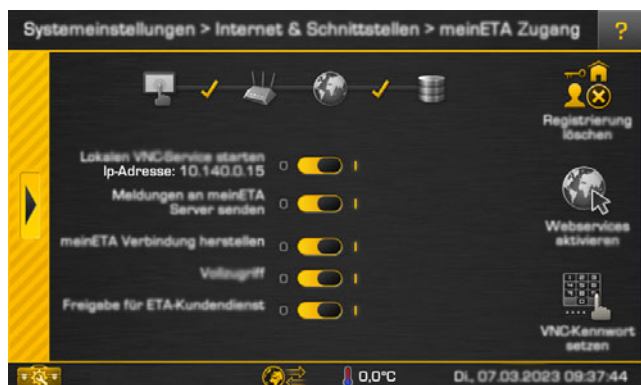 Systemeinstellungen > Internet & Schnittstellen > meinETA Zugang ?
Registrierung
löschen
Lokalen VNC-Service starten
Ip-Adresse: 10.140.0.15
0 I
Meldungen an meinETA
Server senden
0 I
Webservices
aktivieren
meinETA Verbindung herstellen
0 I
Vollzugriff
0 I
Freigabe für ETA-Kundendienst
0 I
VNC-Kennwort
setzen
0,0°C
Di., 07.03.2023 09:37:44